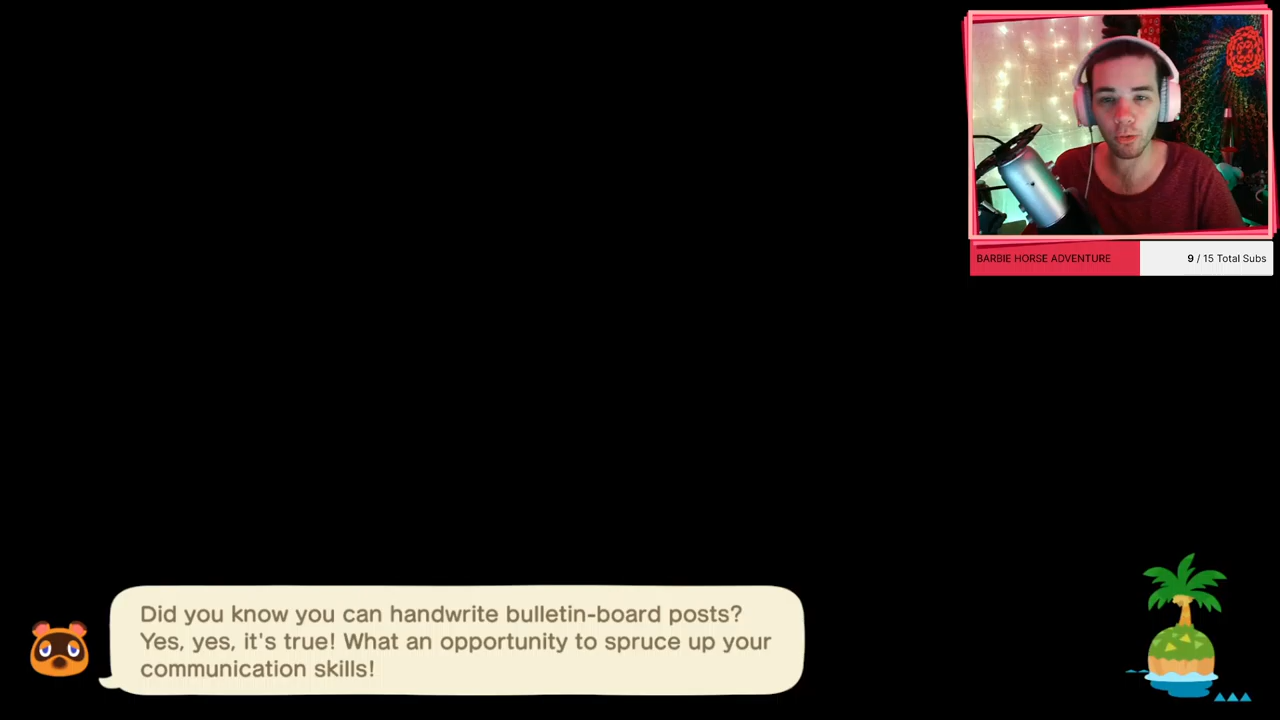 BARBIE HORSE ADVENTURE
9 / 15 Total Subs
Did you know you can handwrite bulletin-board posts?
Yes, yes, it's true! What an opportunity to spruce up your
communication skills!